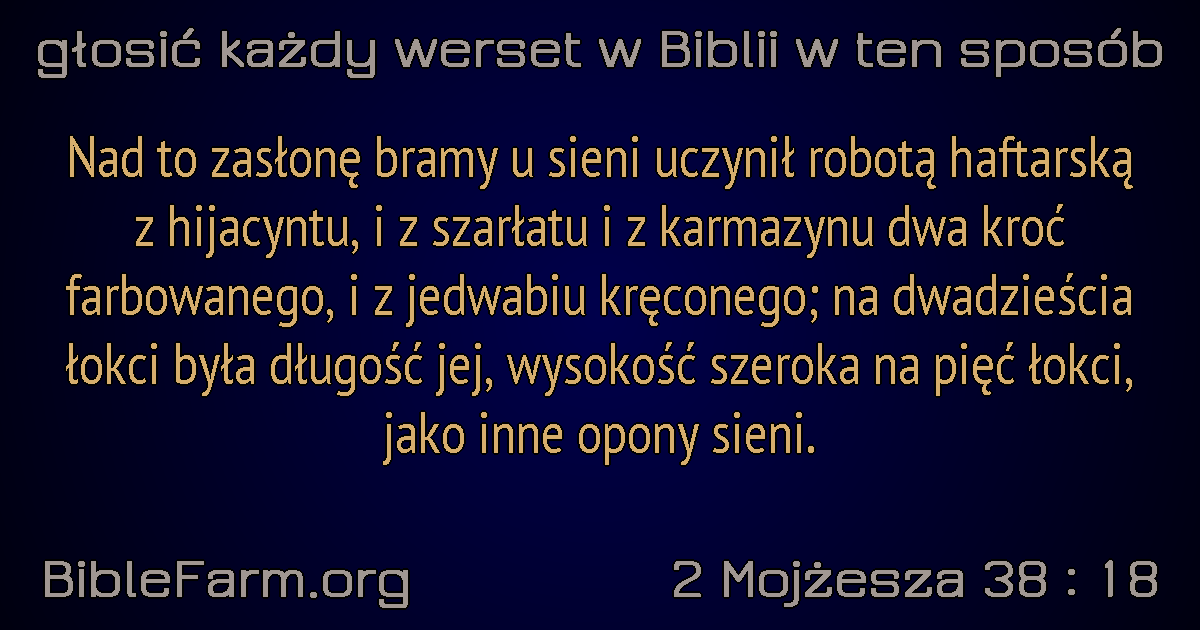 głosić każdy werset w Biblii w ten sposób
Nad to zasłonę bramy u sieni uczynił robotą haftarską
z hijacyntu, i z szarłatu i z karmazynu dwa kroć
farbowanego, i z jedwabiu kręconego; na dwadzieścia
łokci była długość jej, wysokość szeroka na pięć łokci,
jako inne opony sieni.
BibleFarm.org
2 Mojżesza 38 : 18